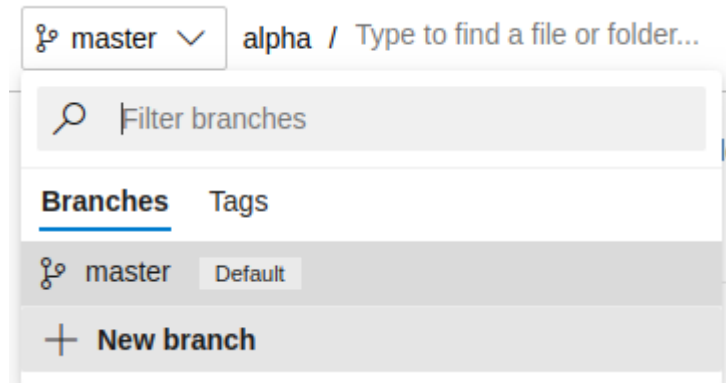 master alpha / Type to find a file or folder...
Filter branches
Branches Tags
master Default
New branch